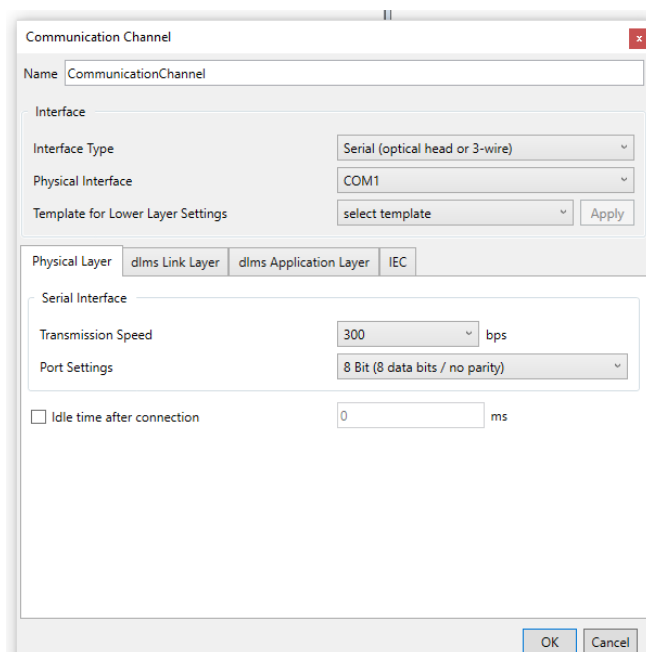 Communication Channel
x
Name CommunicationChannel
Interface
Interface Type Serial (optical head or 3-wire)
Physical Interface COM1
Template for Lower Layer Settings select template Apply
Physical Layer dlms Link Layer dlms Application Layer IEC
Serial Interface
Transmission Speed 300 bps
Port Settings 8 Bit (8 data bits / no parity)
Idle time after connection 0 ms
OK Cancel